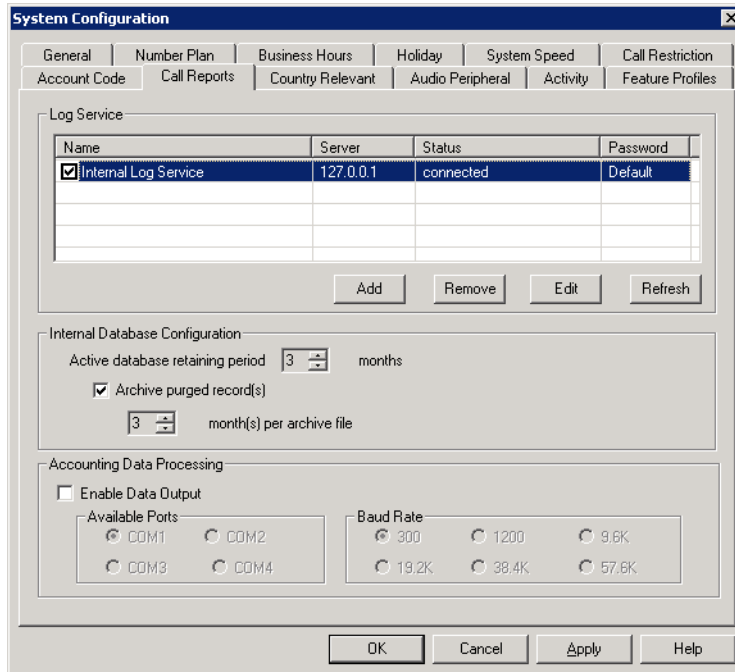 System Configuration
General Number Plan Business Hours Holiday System Speed Call Restriction
Account Code Call Reports Country Relevant Audio Peripheral Activity Feature Profiles
Log Service
Name Server Status Password
Internal Log Service 127.0.0.1 connected Default
Add Remove Edit Refresh
Internal Database Configuration
Active database retaining period 3 months
Archive purged record(s)
3 month(s) per archive file
Accounting Data Processing
Enable Data Output
Available Ports Baud Rate
COM1 COM2 300 1200 9.6K
COM3 COM4 19.2K 38.4K 57.6K
OK Cancel Apply Help